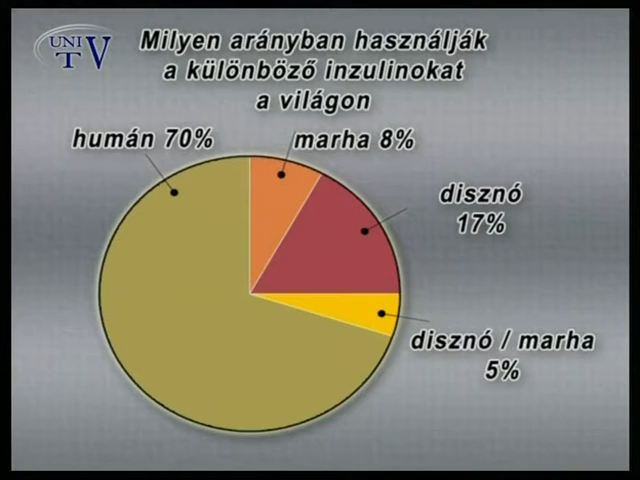 UNI
TV
Milyen arányban használják
a különböző inzulinokat
a világon
humán 70%
marha 8%
disznó
17%
disznó / marha
5%